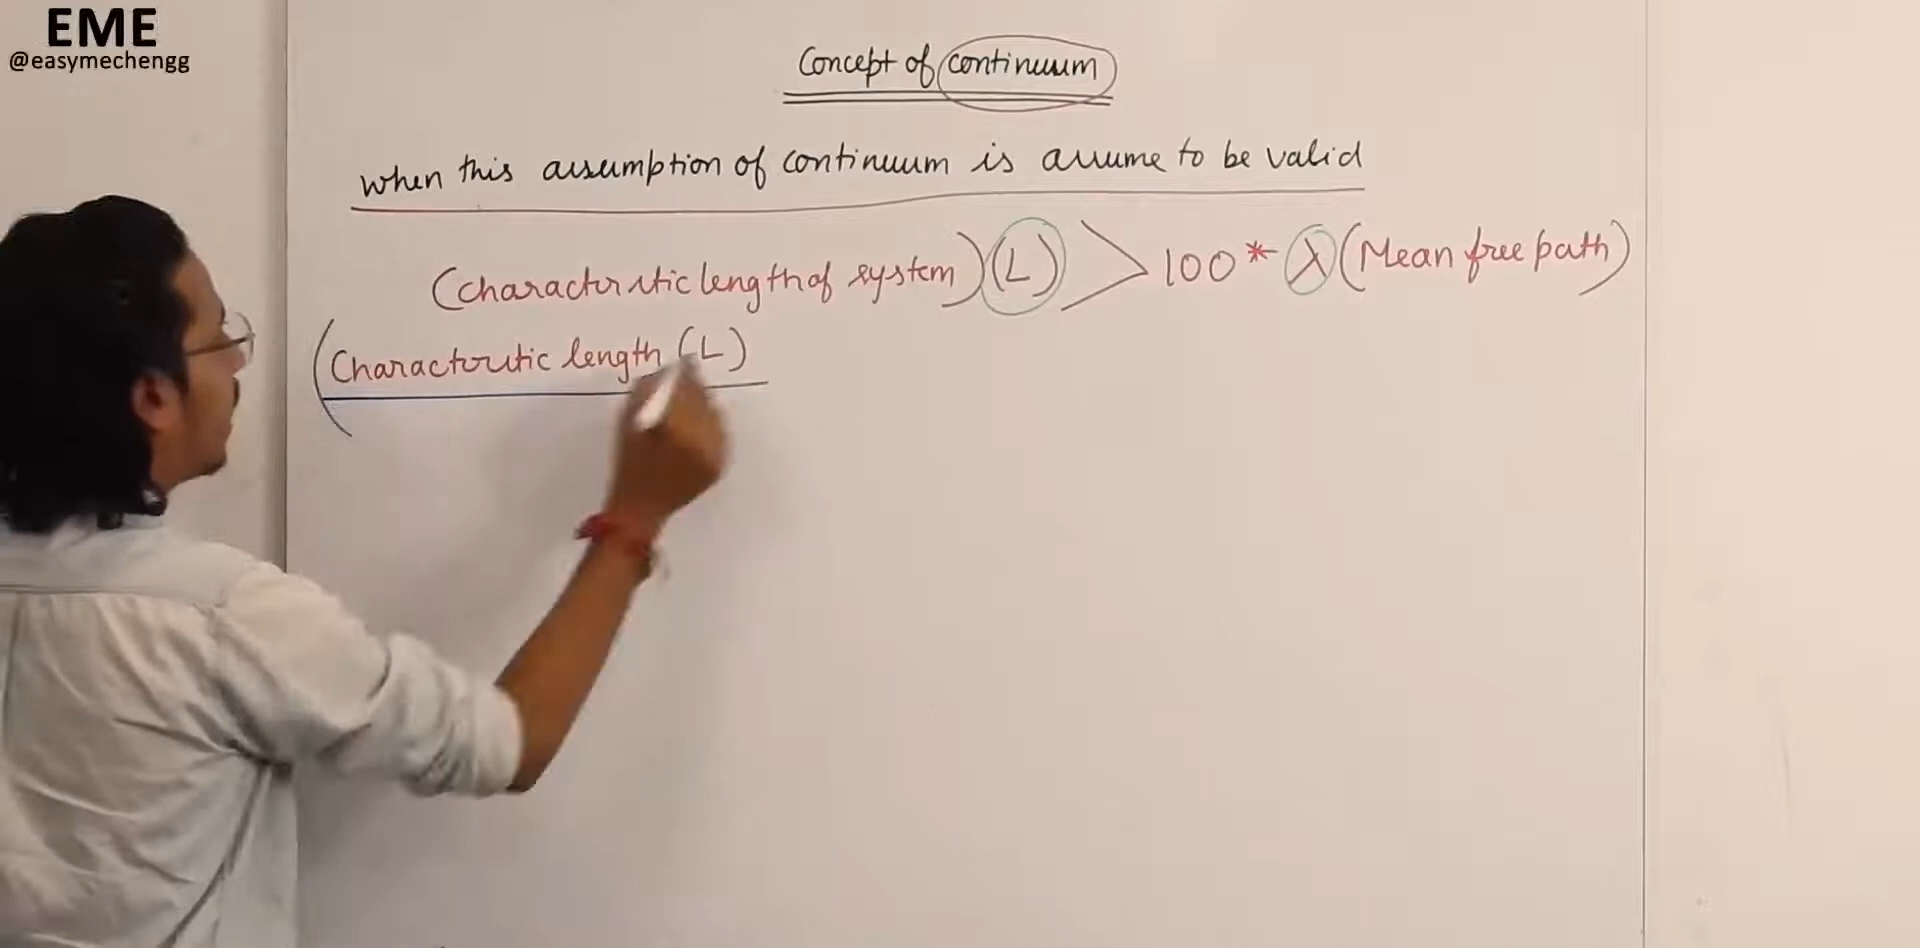 EME
@easymechengg
Concept of continuum
when this assumption of continuum is assume to be valid
(characteristic length of system) (L) > 100 * λ (Mean free path)
(Characteristic length (L)